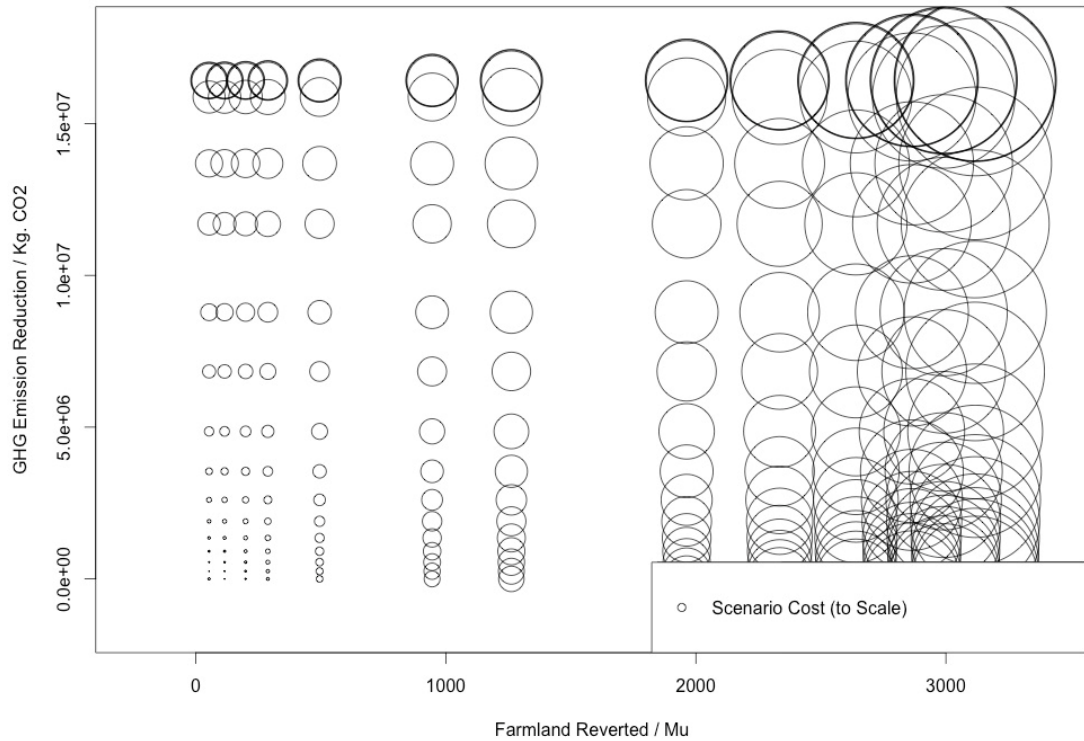 GHG Emission Reduction / Kg. CO2
1.5e+07
1.0e+07
5.0e+06
0.0e+00
Scenario Cost (to Scale)
0 1000 2000 3000
Farmland Reverted / Mu